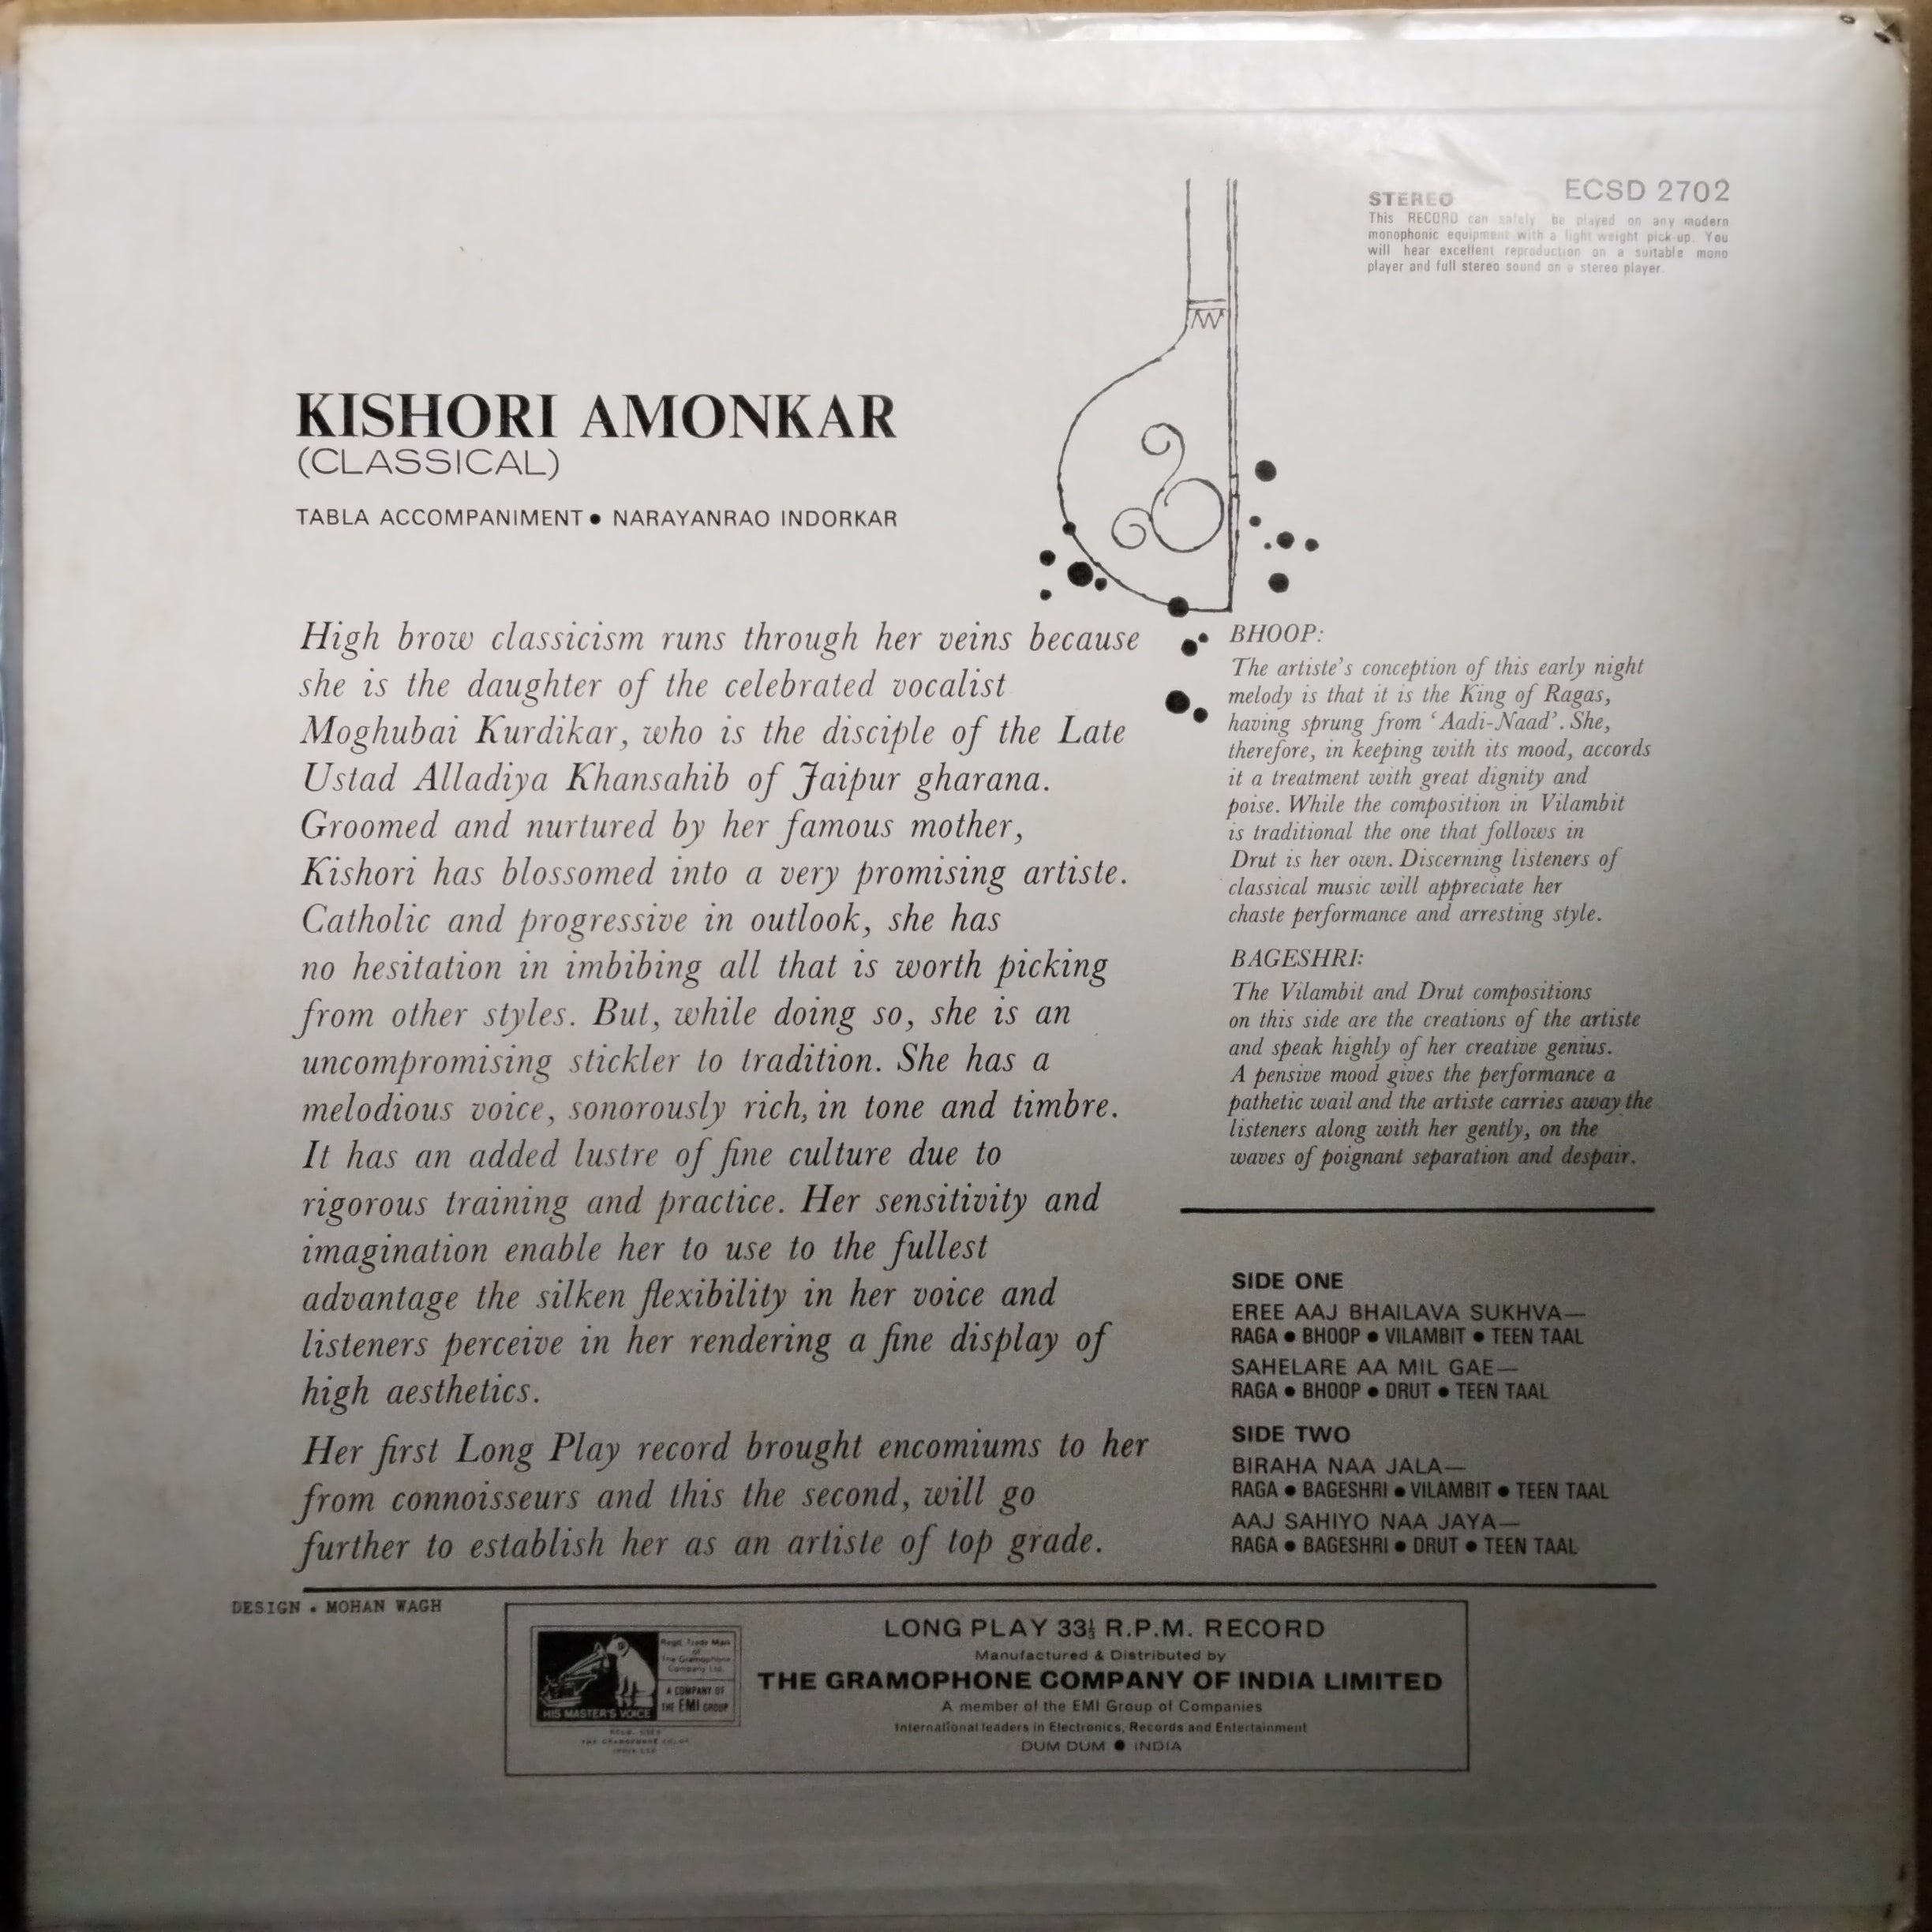 STEREO
ECSD 2702
This RECORD can safely be played on any modern
monophonic equipment with a light weight pick-up. You
will hear excellent reproduction on a suitable mono
player and full stereo sound on a stereo player.
KISHORI AMONKAR
(CLASSICAL)
TABLA ACCOMPANIMENT ● NARAYANRAO INDORKAR
High brow classicism runs through her veins because
she is the daughter of the celebrated vocalist
Moghubai Kurdikar, who is the disciple of the Late
Ustad Alladiya Khansahib of Jaipur gharana.
Groomed and nurtured by her famous mother,
Kishori has blossomed into a very promising artiste.
Catholic and progressive in outlook, she has
no hesitation in imbibing all that is worth picking
from other styles. But, while doing so, she is an
uncompromising stickler to tradition. She has a
melodious voice, sonorously rich, in tone and timbre.
It has an added lustre of fine culture due to
rigorous training and practice. Her sensitivity and
imagination enable her to use to the fullest
advantage the silken flexibility in her voice and
listeners perceive in her rendering a fine display of
high aesthetics.
Her first Long Play record brought encomiums to her
from connoisseurs and this the second, will go
further to establish her as an artiste of top grade.
BHOOP:
The artiste's conception of this early night
melody is that it is the King of Ragas,
having sprung from 'Aadi-Naad'. She,
therefore, in keeping with its mood, accords
it a treatment with great dignity and
poise. While the composition in Vilambit
is traditional the one that follows in
Drut is her own. Discerning listeners of
classical music will appreciate her
chaste performance and arresting style.
BAGESHRI:
The Vilambit and Drut compositions
on this side are the creations of the artiste
and speak highly of her creative genius.
A pensive mood gives the performance a
pathetic wail and the artiste carries away the
listeners along with her gently, on the
waves of poignant separation and despair.
SIDE ONE
EREE AAJ BHAILAVA SUKHVA—
RAGA ● BHOOP ● VILAMBIT ● TEEN TAAL
SAHELARE AA MIL GAE—
RAGA ● BHOOP ● DRUT ● TEEN TAAL
SIDE TWO
BIRAHA NAA JALA—
RAGA ● BAGESHRI ● VILAMBIT ● TEEN TAAL
AAJ SAHIYO NAA JAYA—
RAGA ● BAGESHRI ● DRUT ● TEEN TAAL
DESIGN • MOHAN WAGH
HIS MASTER'S VOICE
Regd. Trade Mark
of
The Gramophone
Company Ltd.
A COMPANY OF
THE EMI GROUP
LONG PLAY 33⅓ R.P.M. RECORD
Manufactured & Distributed by
THE GRAMOPHONE COMPANY OF INDIA LIMITED
A member of the EMI Group of Companies
International leaders in Electronics, Records and Entertainment
DUM DUM ● INDIA